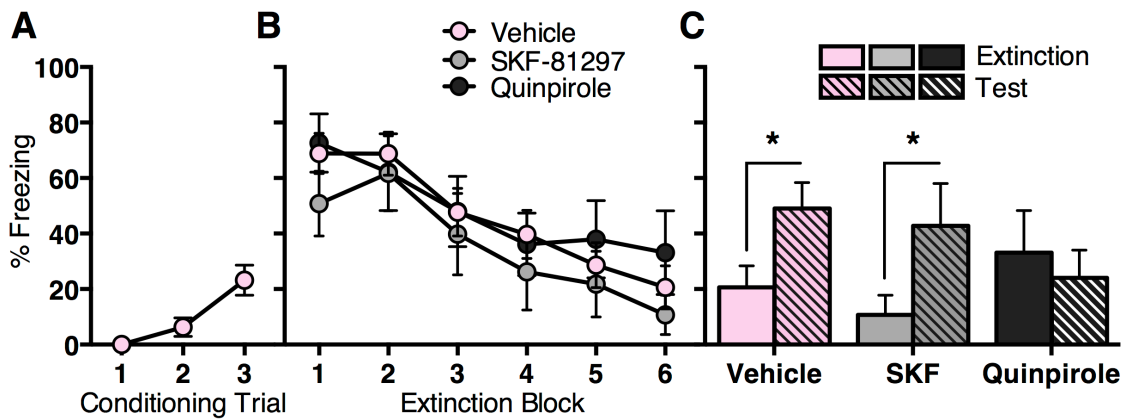 A
B
C
Vehicle
SKF-81297
Quinpirole
Extinction
Test
% Freezing
100
80
60
40
20
0
*
*
1 2 3
1 2 3 4 5 6
Vehicle SKF Quinpirole
Conditioning Trial
Extinction Block